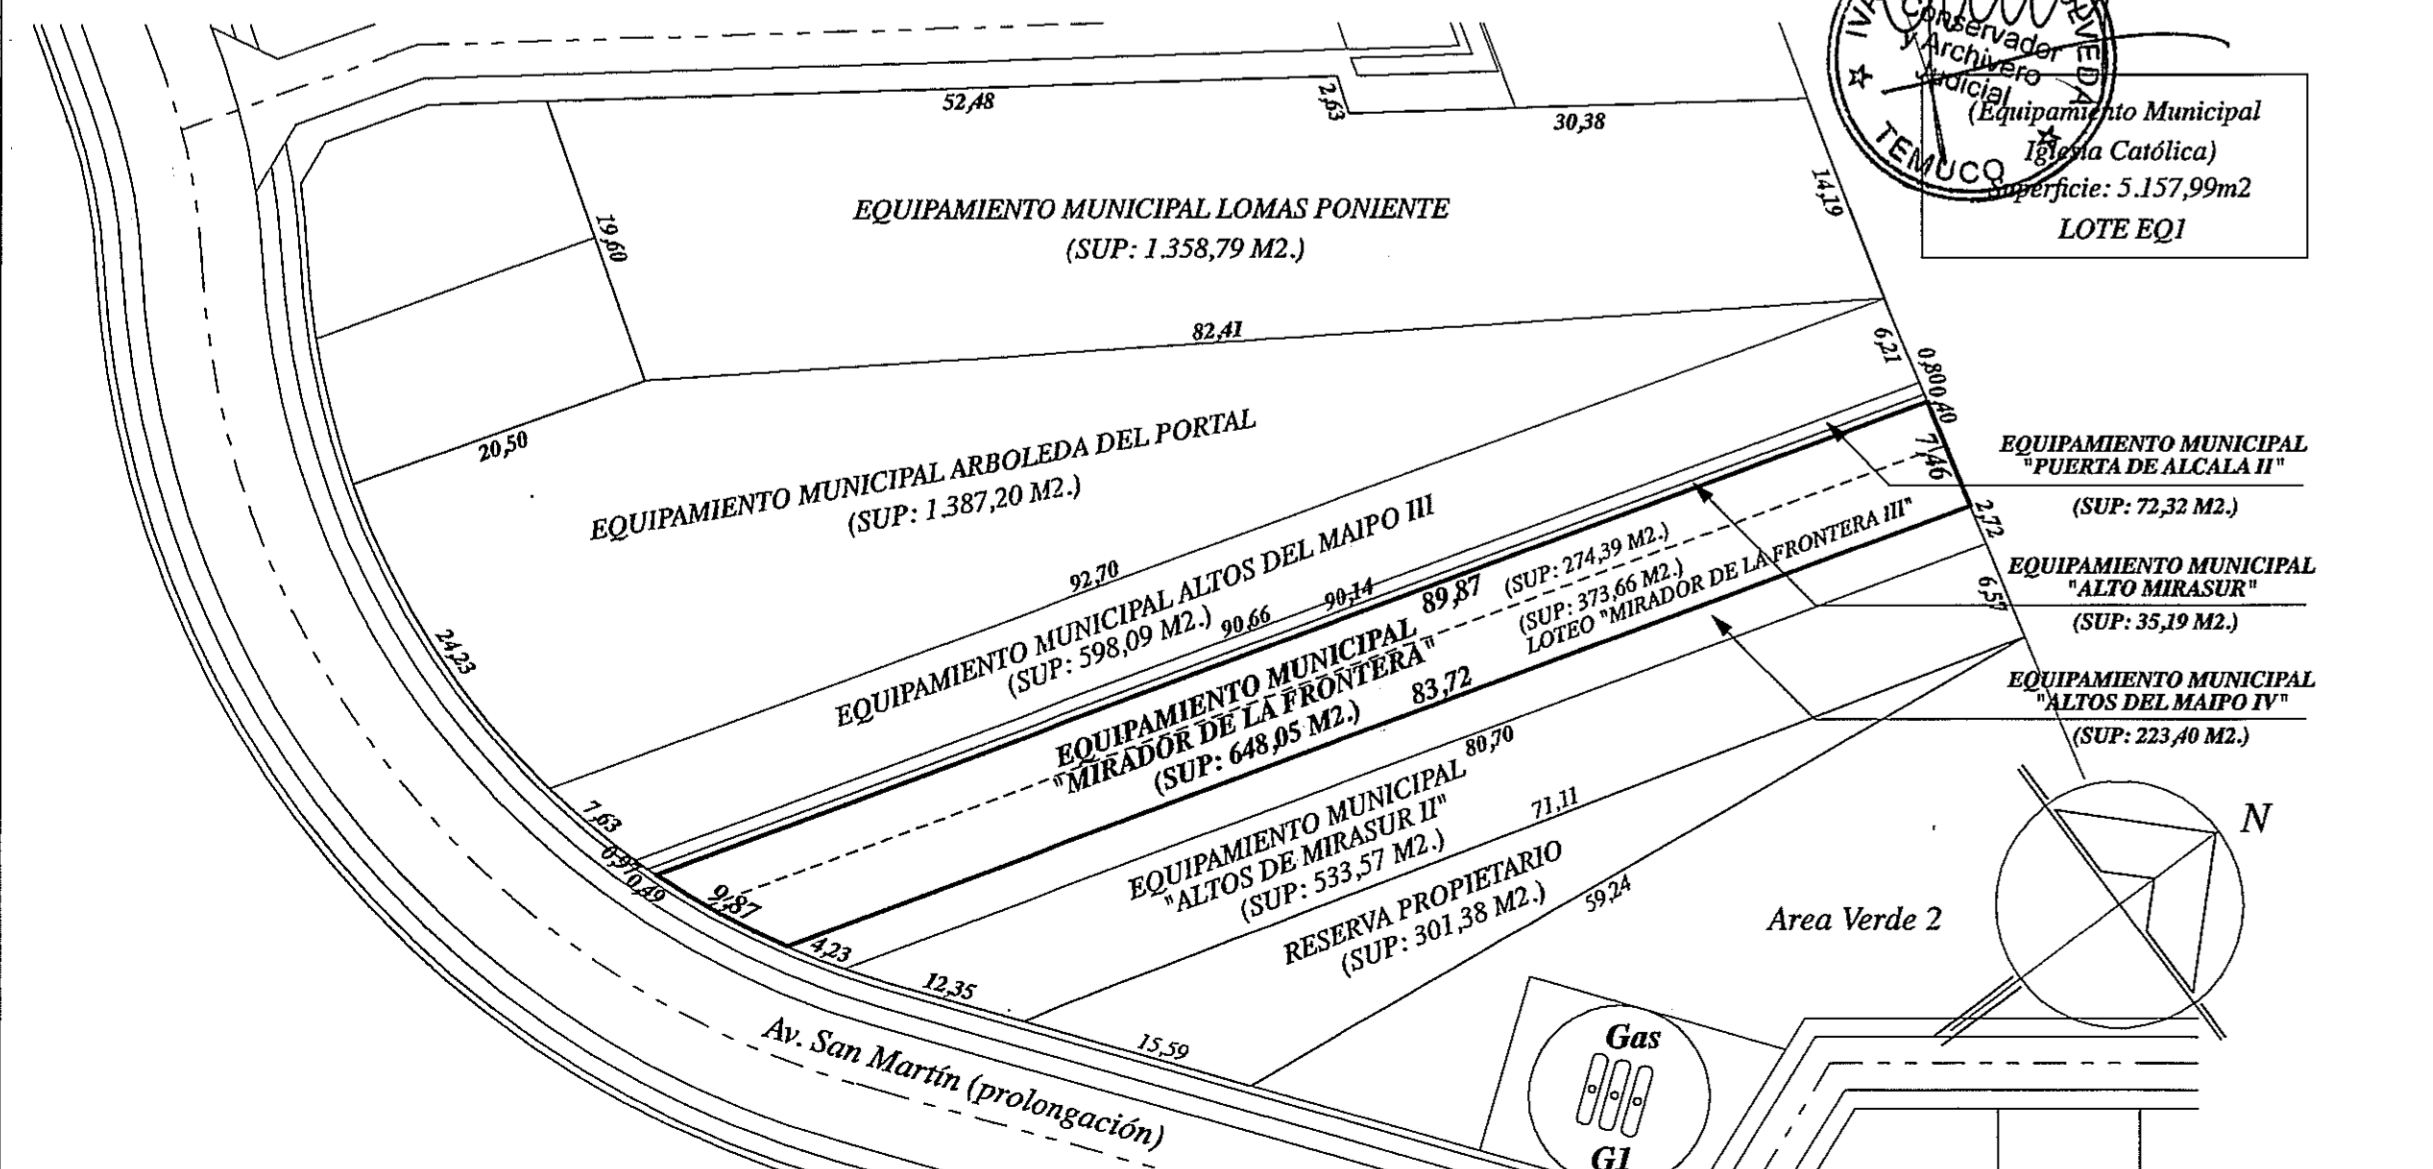 Conservador
y Archivero
Judicial
TEMUCO
(Equipamiento Municipal
Iglesia Católica)
Superficie: 5.157,99m2
LOTE EQ1
52,48
2,63
30,38
14,19
19,60
EQUIPAMIENTO MUNICIPAL LOMAS PONIENTE
(SUP: 1.358,79 M2.)
82,41
6,21
0,80
0,40
20,50
EQUIPAMIENTO MUNICIPAL ARBOLEDA DEL PORTAL
(SUP: 1.387,20 M2.)
7,46
EQUIPAMIENTO MUNICIPAL
"PUERTA DE ALCALA II"
(SUP: 72,32 M2.)
2,72
92,70
EQUIPAMIENTO MUNICIPAL ALTOS DEL MAIPO III
(SUP: 598,09 M2.)
90,66
90,14
89,87
(SUP: 274,39 M2.)
(SUP: 373,66 M2.)
LOTEO "MIRADOR DE LA FRONTERA III"
EQUIPAMIENTO MUNICIPAL
"ALTO MIRASUR"
(SUP: 35,19 M2.)
6,57
24,23
EQUIPAMIENTO MUNICIPAL
"MIRADOR DE LA FRONTERA"
(SUP: 648,05 M2.)
83,72
EQUIPAMIENTO MUNICIPAL
"ALTOS DEL MAIPO IV"
(SUP: 223,40 M2.)
80,70
EQUIPAMIENTO MUNICIPAL
"ALTOS DE MIRASUR II"
(SUP: 533,57 M2.)
71,11
RESERVA PROPIETARIO
(SUP: 301,38 M2.)
59,24
7,63
0,97
0,49
9,87
4,23
12,35
15,59
N
Area Verde 2
Av. San Martín (prolongación)
Gas
G1